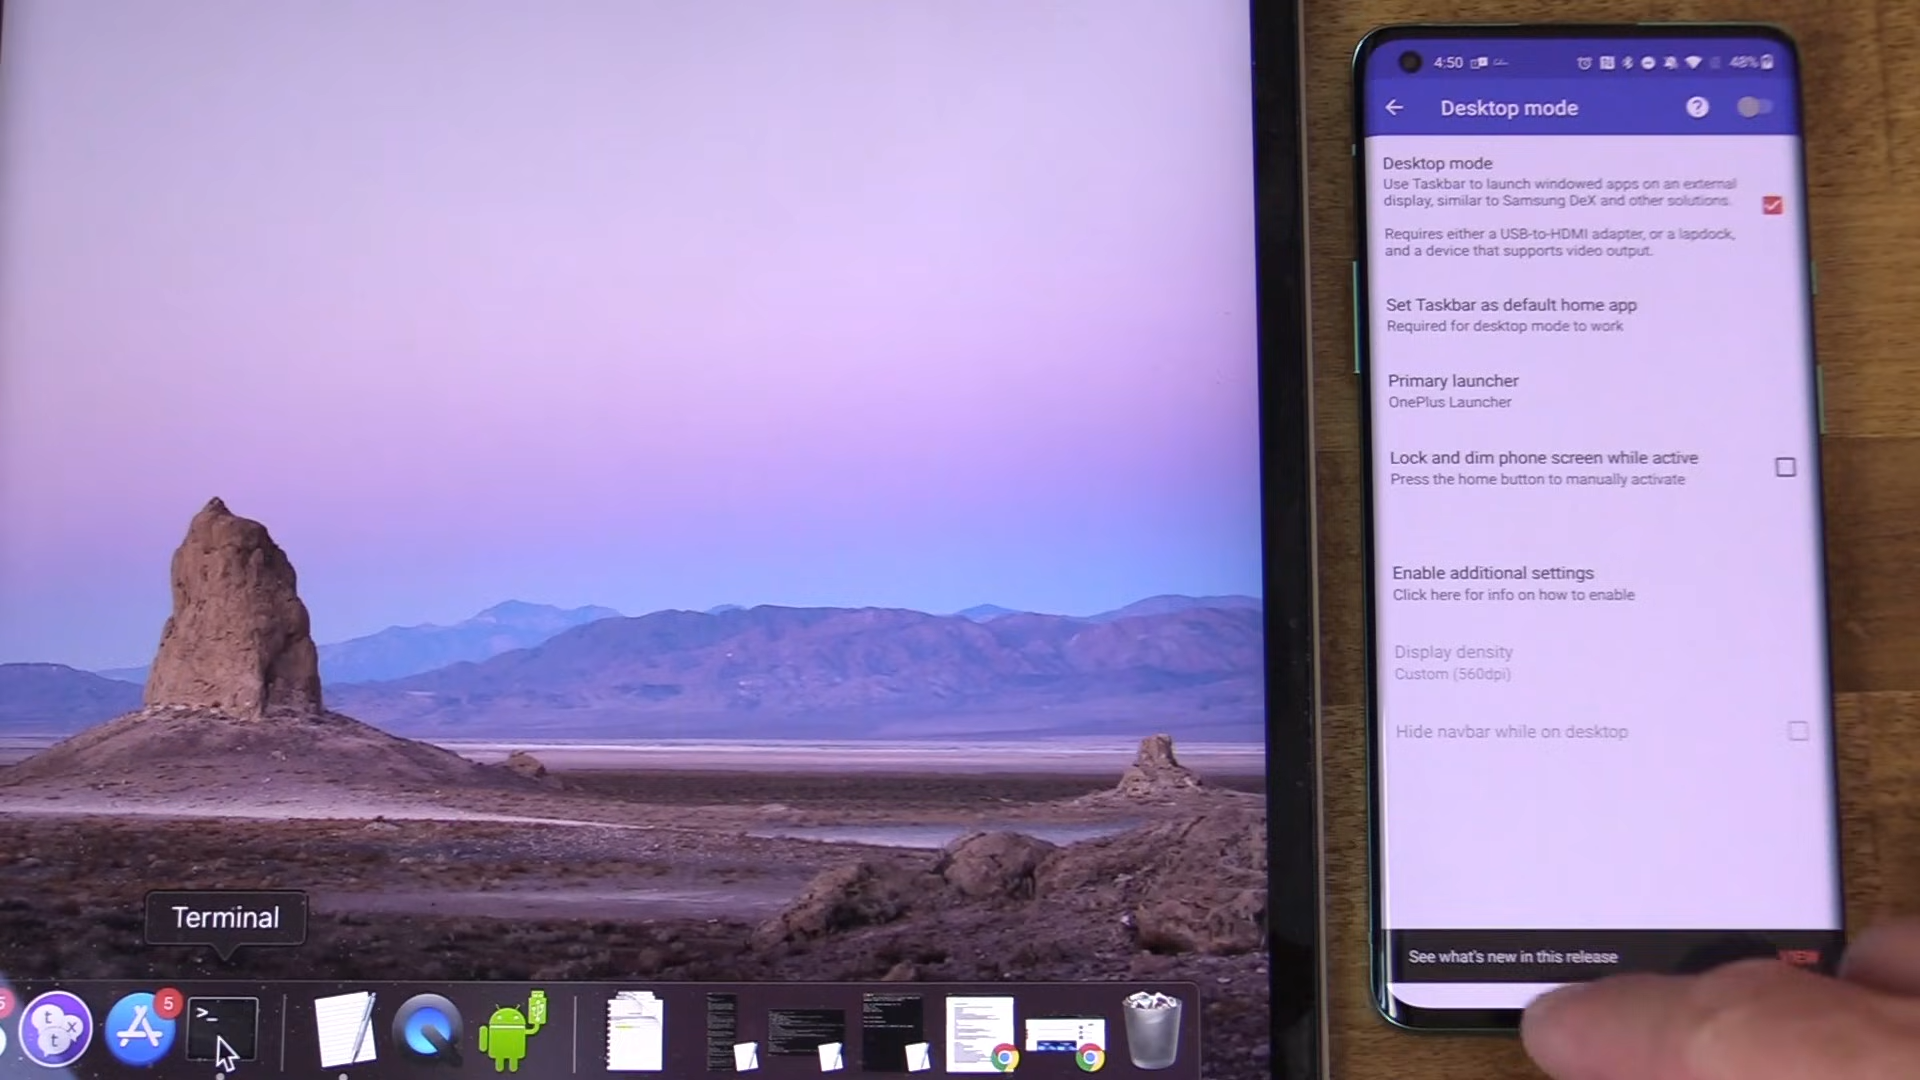 4:50
48%
Desktop mode
Desktop mode
Use Taskbar to launch windowed apps on an external
display, similar to Samsung DeX and other solutions.
Requires either a USB-to-HDMI adapter, or a lapdock,
and a device that supports video output.
Set Taskbar as default home app
Required for desktop mode to work
Primary launcher
OnePlus Launcher
Lock and dim phone screen while active
Press the home button to manually activate
Enable additional settings
Click here for info on how to enable
Display density
Custom (560dpi)
Hide navbar while on desktop
See what's new in this release
VIEW
Terminal
5
5
t
x
t
>_